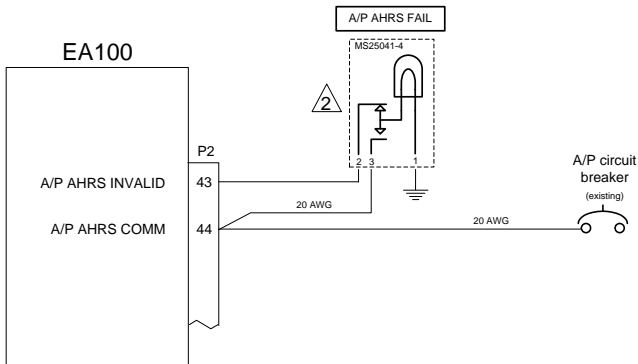 A/P AHRS FAIL
EA100
MS25041-4
2
P2
2 3 1
A/P circuit
breaker
(existing)
A/P AHRS INVALID 43
20 AWG
A/P AHRS COMM 44
20 AWG